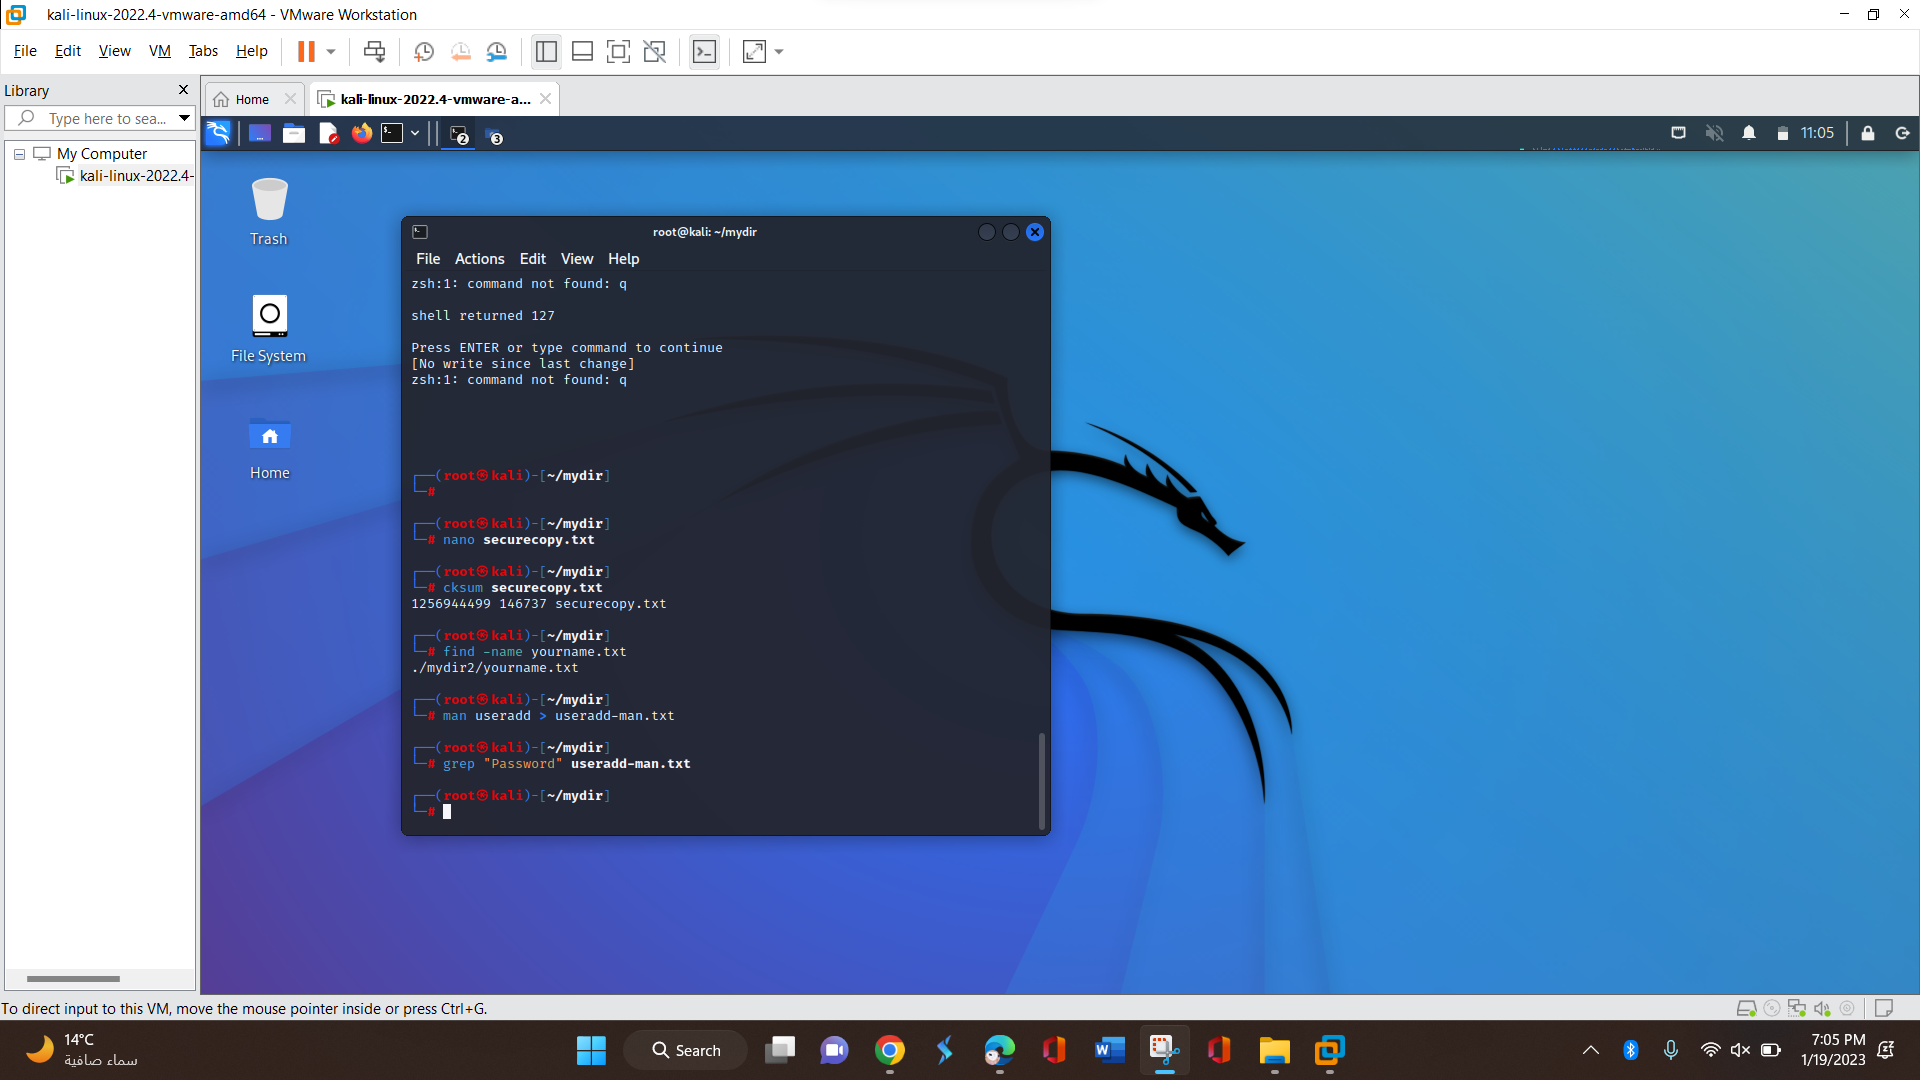 kali-linux-2022.4-vmware-amd64 - VMware Workstation
File Edit View VM Tabs Help
Library
Type here to sea...
My Computer
kali-linux-2022.4-
Home
kali-linux-2022.4-vmware-a...
2
3
11:05
Trash
File System
Home
root@kali: ~/mydir
File Actions Edit View Help
zsh:1: command not found: q
shell returned 127
Press ENTER or type command to continue
[No write since last change]
zsh:1: command not found: q
┌──(root㉿kali)-[~/mydir]
└─#
┌──(root㉿kali)-[~/mydir]
└─# nano securecopy.txt
┌──(root㉿kali)-[~/mydir]
└─# cksum securecopy.txt
1256944499 146737 securecopy.txt
┌──(root㉿kali)-[~/mydir]
└─# find -name yourname.txt
./mydir2/yourname.txt
┌──(root㉿kali)-[~/mydir]
└─# man useradd > useradd-man.txt
┌──(root㉿kali)-[~/mydir]
└─# grep "Password" useradd-man.txt
┌──(root㉿kali)-[~/mydir]
└─#
To direct input to this VM, move the mouse pointer inside or press Ctrl+G.
14°C
سماء صافية
Search
7:05 PM
1/19/2023